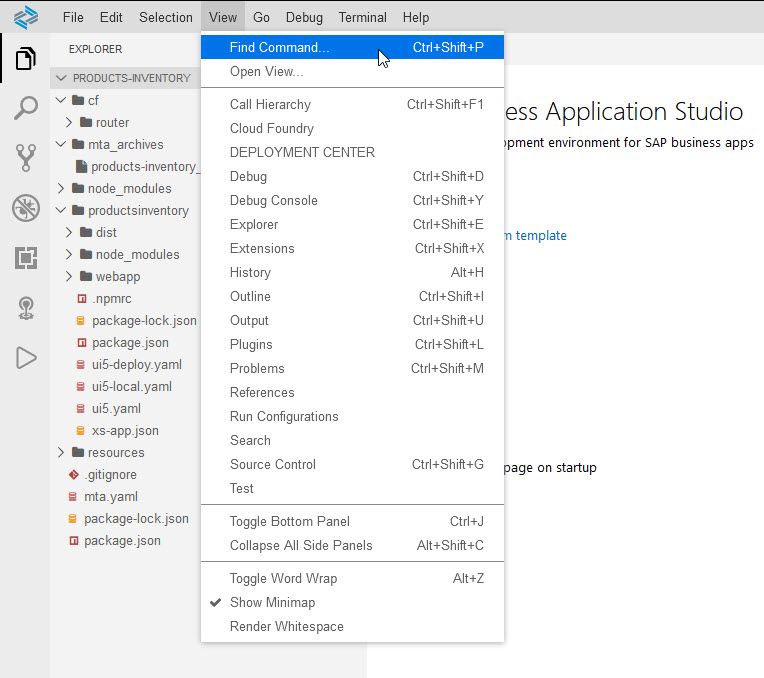 File Edit Selection View Go Debug Terminal Help
EXPLORER
PRODUCTS-INVENTORY
cf
router
mta_archives
products-inventory_
node_modules
productsinventory
dist
node_modules
webapp
.npmrc
package-lock.json
package.json
ui5-deploy.yaml
ui5-local.yaml
ui5.yaml
xs-app.json
resources
.gitignore
mta.yaml
package-lock.json
package.json
Find Command... Ctrl+Shift+P
Open View...
Call Hierarchy Ctrl+Shift+F1
Cloud Foundry
DEPLOYMENT CENTER
Debug Ctrl+Shift+D
Debug Console Ctrl+Shift+Y
Explorer Ctrl+Shift+E
Extensions Ctrl+Shift+X
History Alt+H
Outline Ctrl+Shift+I
Output Ctrl+Shift+U
Plugins Ctrl+Shift+L
Problems Ctrl+Shift+M
References
Run Configurations
Search
Source Control Ctrl+Shift+G
Test
Toggle Bottom Panel Ctrl+J
Collapse All Side Panels Alt+Shift+C
Toggle Word Wrap Alt+Z
Show Minimap
Render Whitespace
ess Application Studio
opment environment for SAP business apps
m template
page on startup